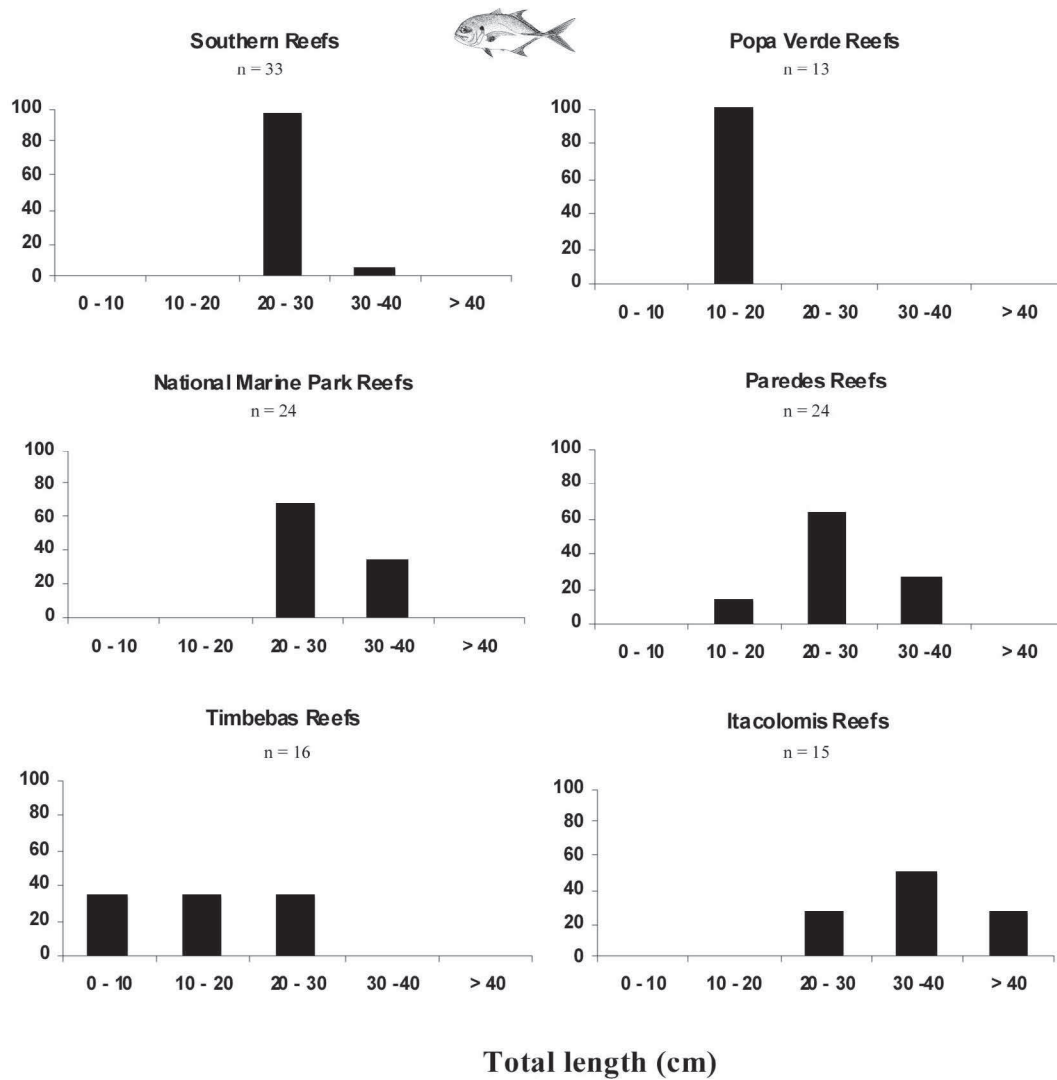 Southern Reefs
n = 33
100
80
60
40
20
0
0 - 10 10 - 20 20 - 30 30 -40 > 40
Popa Verde Reefs
n = 13
100
80
60
40
20
0
0 - 10 10 - 20 20 - 30 30 -40 > 40
National Marine Park Reefs
n = 24
100
80
60
40
20
0
0 - 10 10 - 20 20 - 30 30 -40 > 40
Paredes Reefs
n = 24
100
80
60
40
20
0
0 - 10 10 - 20 20 - 30 30 -40 > 40
Timbebas Reefs
n = 16
100
80
60
40
20
0
0 - 10 10 - 20 20 - 30 30 -40 > 40
Itacolomis Reefs
n = 15
100
80
60
40
20
0
0 - 10 10 - 20 20 - 30 30 -40 > 40
Total length (cm)